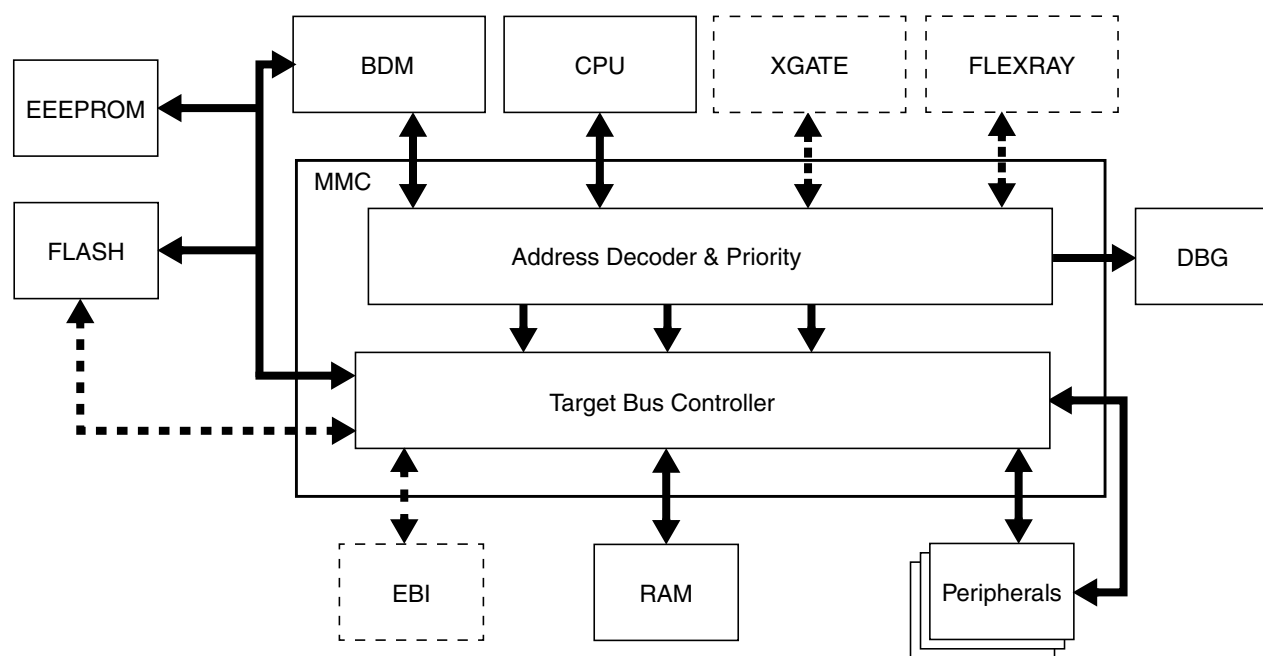 BDM
CPU
XGATE
FLEXRAY
EEEPROM
MMC
FLASH
Address Decoder & Priority
DBG
Target Bus Controller
EBI
RAM
Peripherals